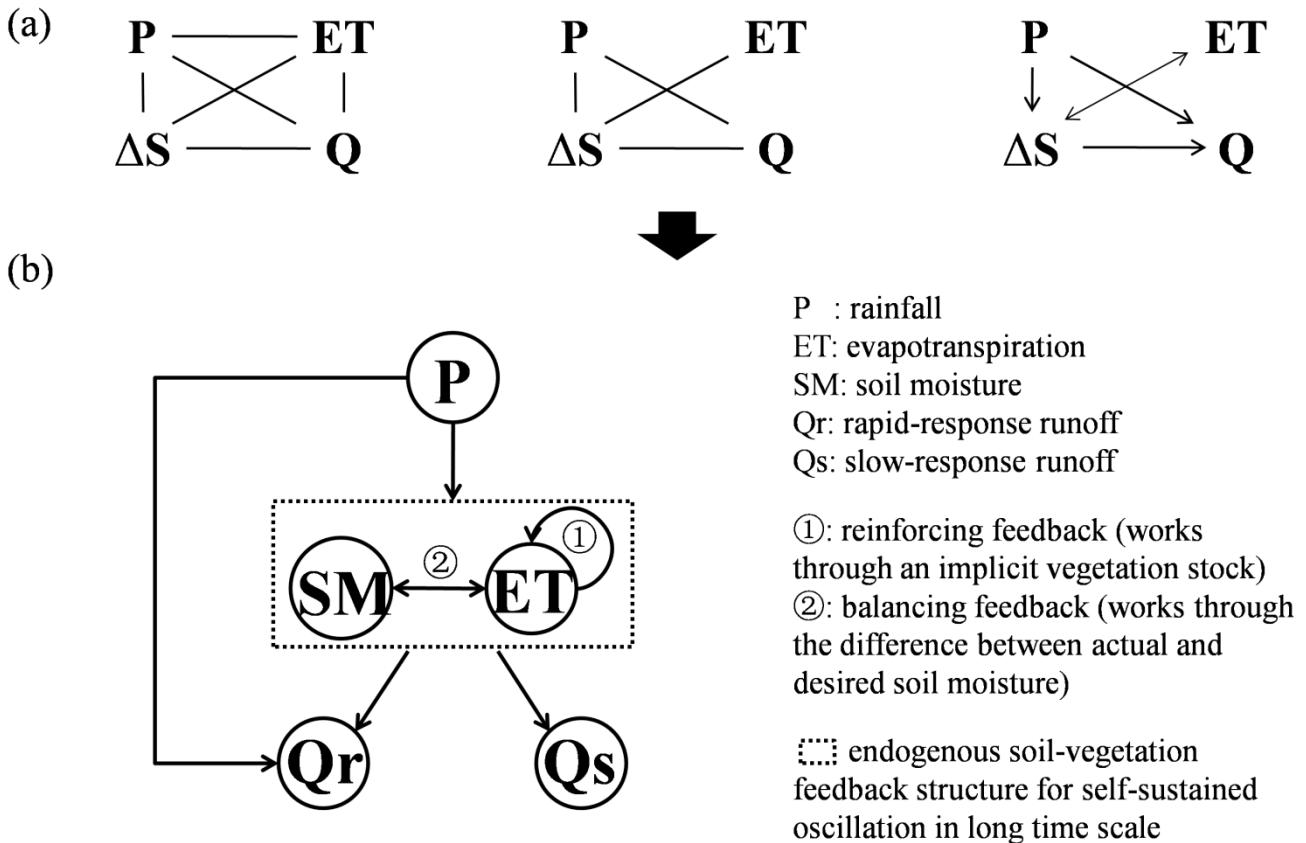 (a)
P ET P ET P ET
ΔS Q ΔS Q ΔS Q
(b)
P
SM ② ET ①
Qr Qs
P : rainfall
ET: evapotranspiration
SM: soil moisture
Qr: rapid-response runoff
Qs: slow-response runoff
①: reinforcing feedback (works
through an implicit vegetation stock)
②: balancing feedback (works through
the difference between actual and
desired soil moisture)
endogenous soil-vegetation
feedback structure for self-sustained
oscillation in long time scale